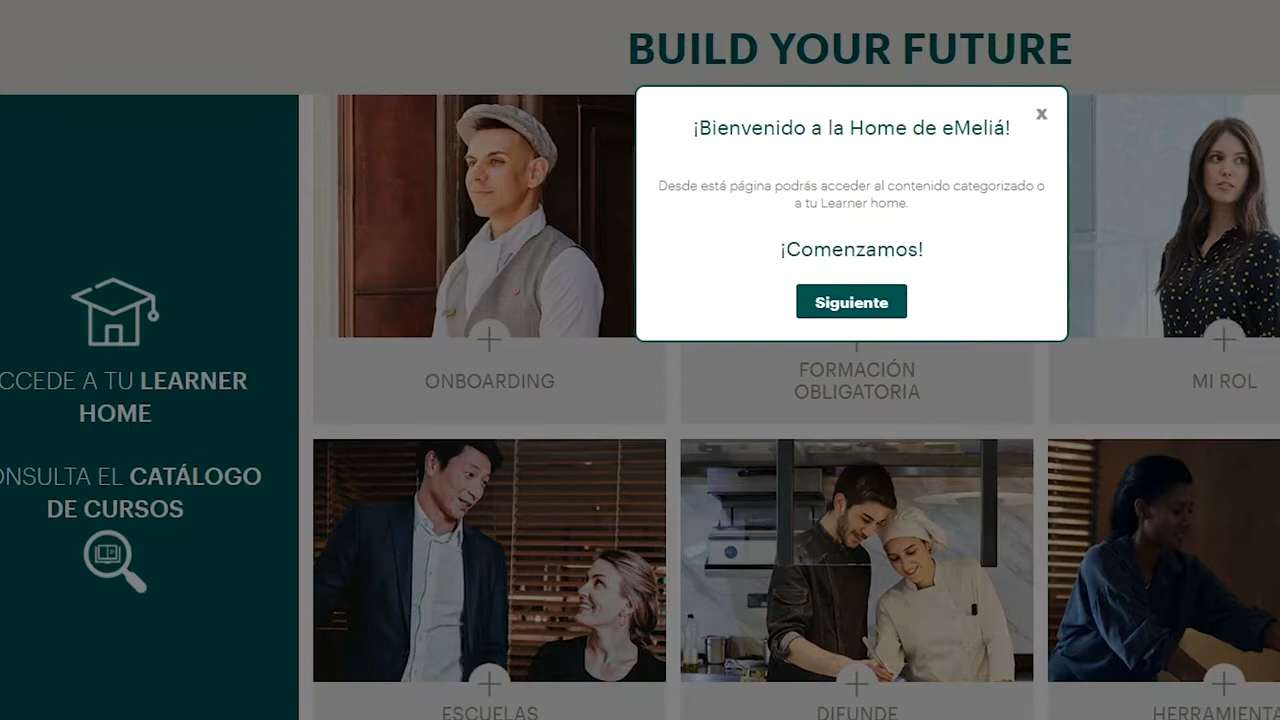 BUILD YOUR FUTURE
x
¡Bienvenido a la Home de eMeliá!
Desde está página podrás acceder al contenido categorizado o
a tu Learner home.
¡Comenzamos!
Siguiente
CCEDE A TU LEARNER
HOME
ONSULTA EL CATÁLOGO
DE CURSOS
ONBOARDING
FORMACIÓN
OBLIGATORIA
MI ROL
ESCUELAS
DIFUNDE
HERRAMIENTA